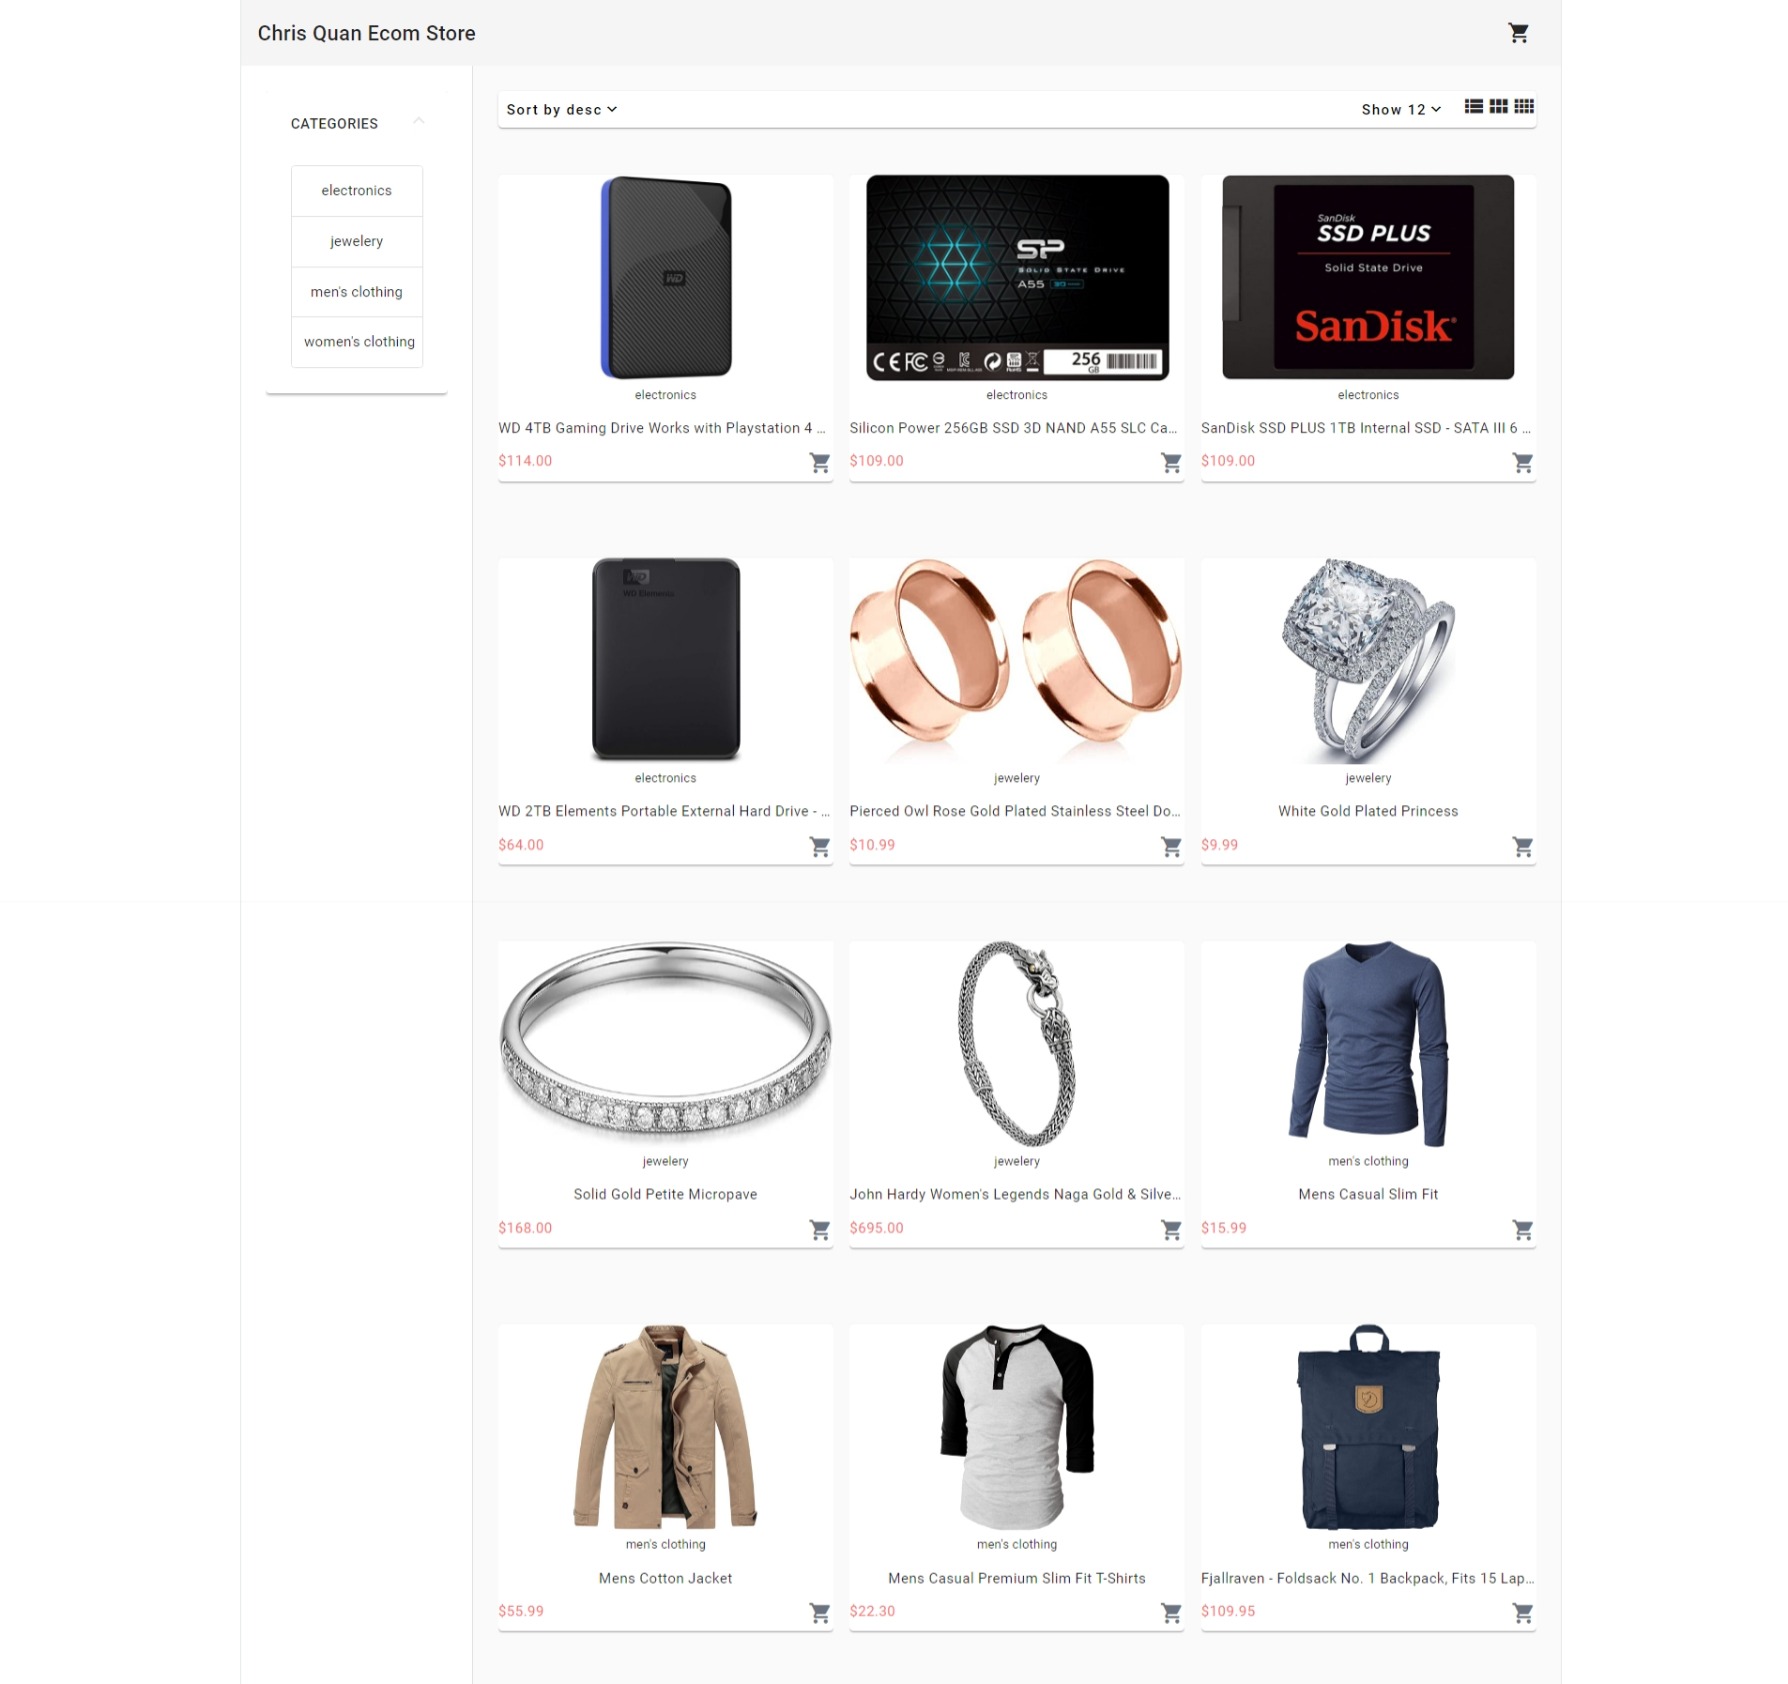 Chris Quan Ecom Store
CATEGORIES
electronics
jewelery
men's clothing
women's clothing
Sort by desc
Show 12
WD
electronics
WD 4TB Gaming Drive Works with Playstation 4 ...
$114.00
SP
SOLID STATE DRIVE
A55
256
GB
electronics
Silicon Power 256GB SSD 3D NAND A55 SLC Ca...
$109.00
SanDisk
SSD PLUS
Solid State Drive
SanDisk
electronics
SanDisk SSD PLUS 1TB Internal SSD - SATA III 6 ...
$109.00
WD
WD Elements
electronics
WD 2TB Elements Portable External Hard Drive - ...
$64.00
jewelery
Pierced Owl Rose Gold Plated Stainless Steel Do...
$10.99
jewelery
White Gold Plated Princess
$9.99
jewelery
Solid Gold Petite Micropave
$168.00
jewelery
John Hardy Women's Legends Naga Gold & Silve...
$695.00
men's clothing
Mens Casual Slim Fit
$15.99
men's clothing
Mens Cotton Jacket
$55.99
men's clothing
Mens Casual Premium Slim Fit T-Shirts
$22.30
men's clothing
Fjallraven - Foldsack No. 1 Backpack, Fits 15 Lap...
$109.95